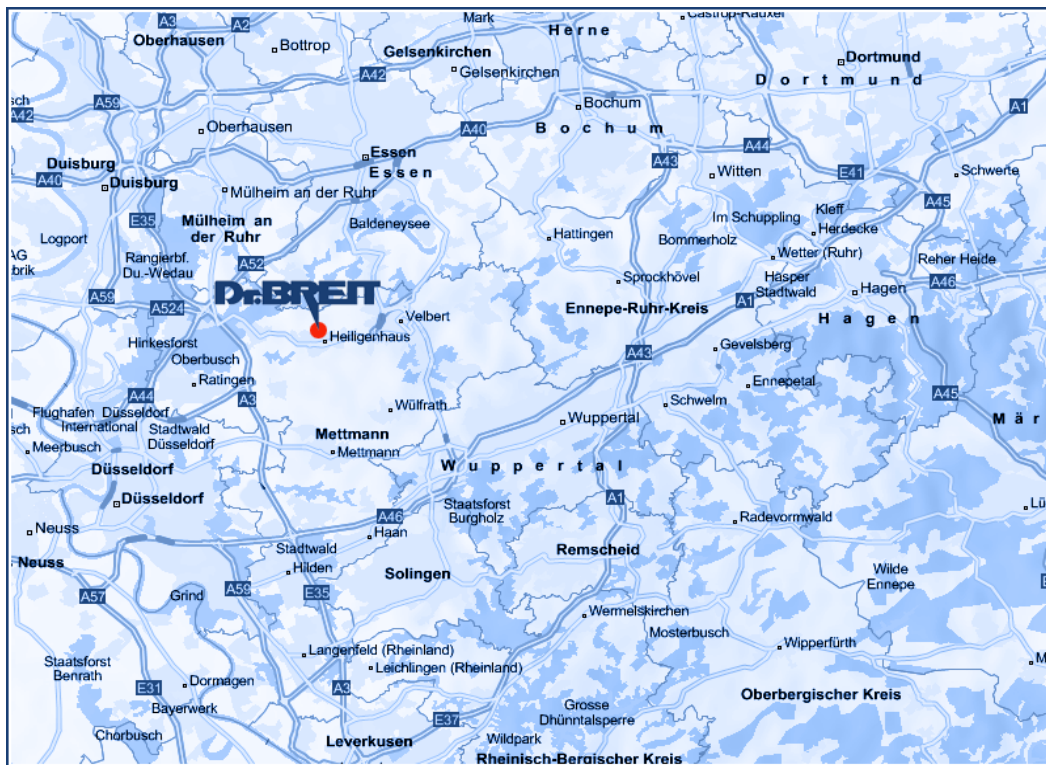 A3
A2
Oberhausen
Bottrop
Mark
Gelsenkirchen
Gelsenkirchen
Herne
Castrop-Rauxel
Dortmund
Dortmund
A42
A59
A42
Oberhausen
Bochum
Bochum
A1
A40
Essen
Essen
A43
A44
Witten
E41
Schwerte
Duisburg
A40
Duisburg
Mülheim an der Ruhr
E35
Mülheim an
der Ruhr
Baldeneysee
Im Schuppling
Kleff
Herdecke
A45
Logport
Hattingen
Bommerholz
Wetter (Ruhr)
Reher Heide
AG
Rangierbf.
Du.-Wedau
A52
Sprockhövel
Hasper
Stadtwald
A46
Hagen
A59
A524
Dr.BREIT
Velbert
Ennepe-Ruhr-Kreis
A1
Hagen
Heiligenhaus
Hinkesforst
Oberbusch
A43
Gevelsberg
Ratingen
Ennepetal
A44
A3
Wülfrath
Schwelm
A45
Flughafen Düsseldorf
International
Stadtwald
Düsseldorf
Wuppertal
Mär
Meerbusch
Mettmann
Mettmann
Düsseldorf
Wuppertal
Düsseldorf
Staatsforst
Burgholz
A1
Lü
Neuss
A46
Haan
Radevormwald
Neuss
Stadtwald
Hilden
Solingen
Remscheid
Wilde
Ennepe
A57
Grind
A59
E35
Wermelskirchen
Mosterbusch
Wipperfürth
Staatsforst
Benrath
Langenfeld (Rheinland)
Leichlingen (Rheinland)
E31
Dormagen
A3
Oberbergischer Kreis
Bayerwerk
Grosse
Dhünntalsperre
E37
Chorbusch
Leverkusen
Wildpark
Rheinisch-Bergischer Kreis